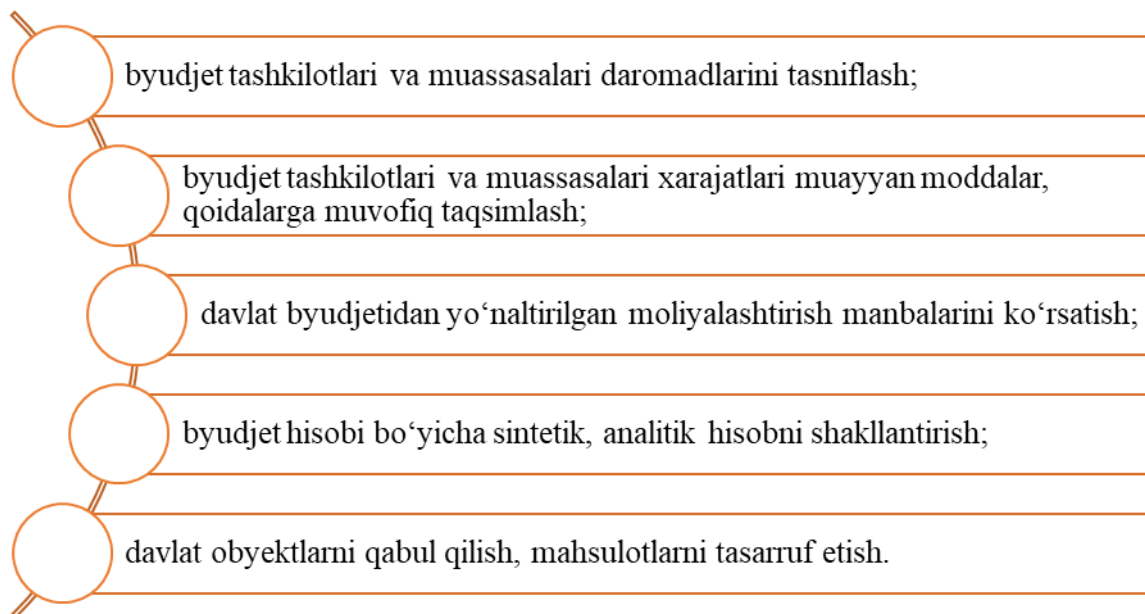 byudjet tashkilotlari va muassasalari daromadlarini tasniflash;
byudjet tashkilotlari va muassasalari xarajatlari muayyan moddalar,
qoidalarga muvofiq taqsimlash;
davlat byudjetidan yo‘naltirilgan moliyalashtirish manbalarini ko‘rsatish;
byudjet hisobi bo‘yicha sintetik, analitik hisobni shakllantirish;
davlat obyektlarni qabul qilish, mahsulotlarni tasarruf etish.